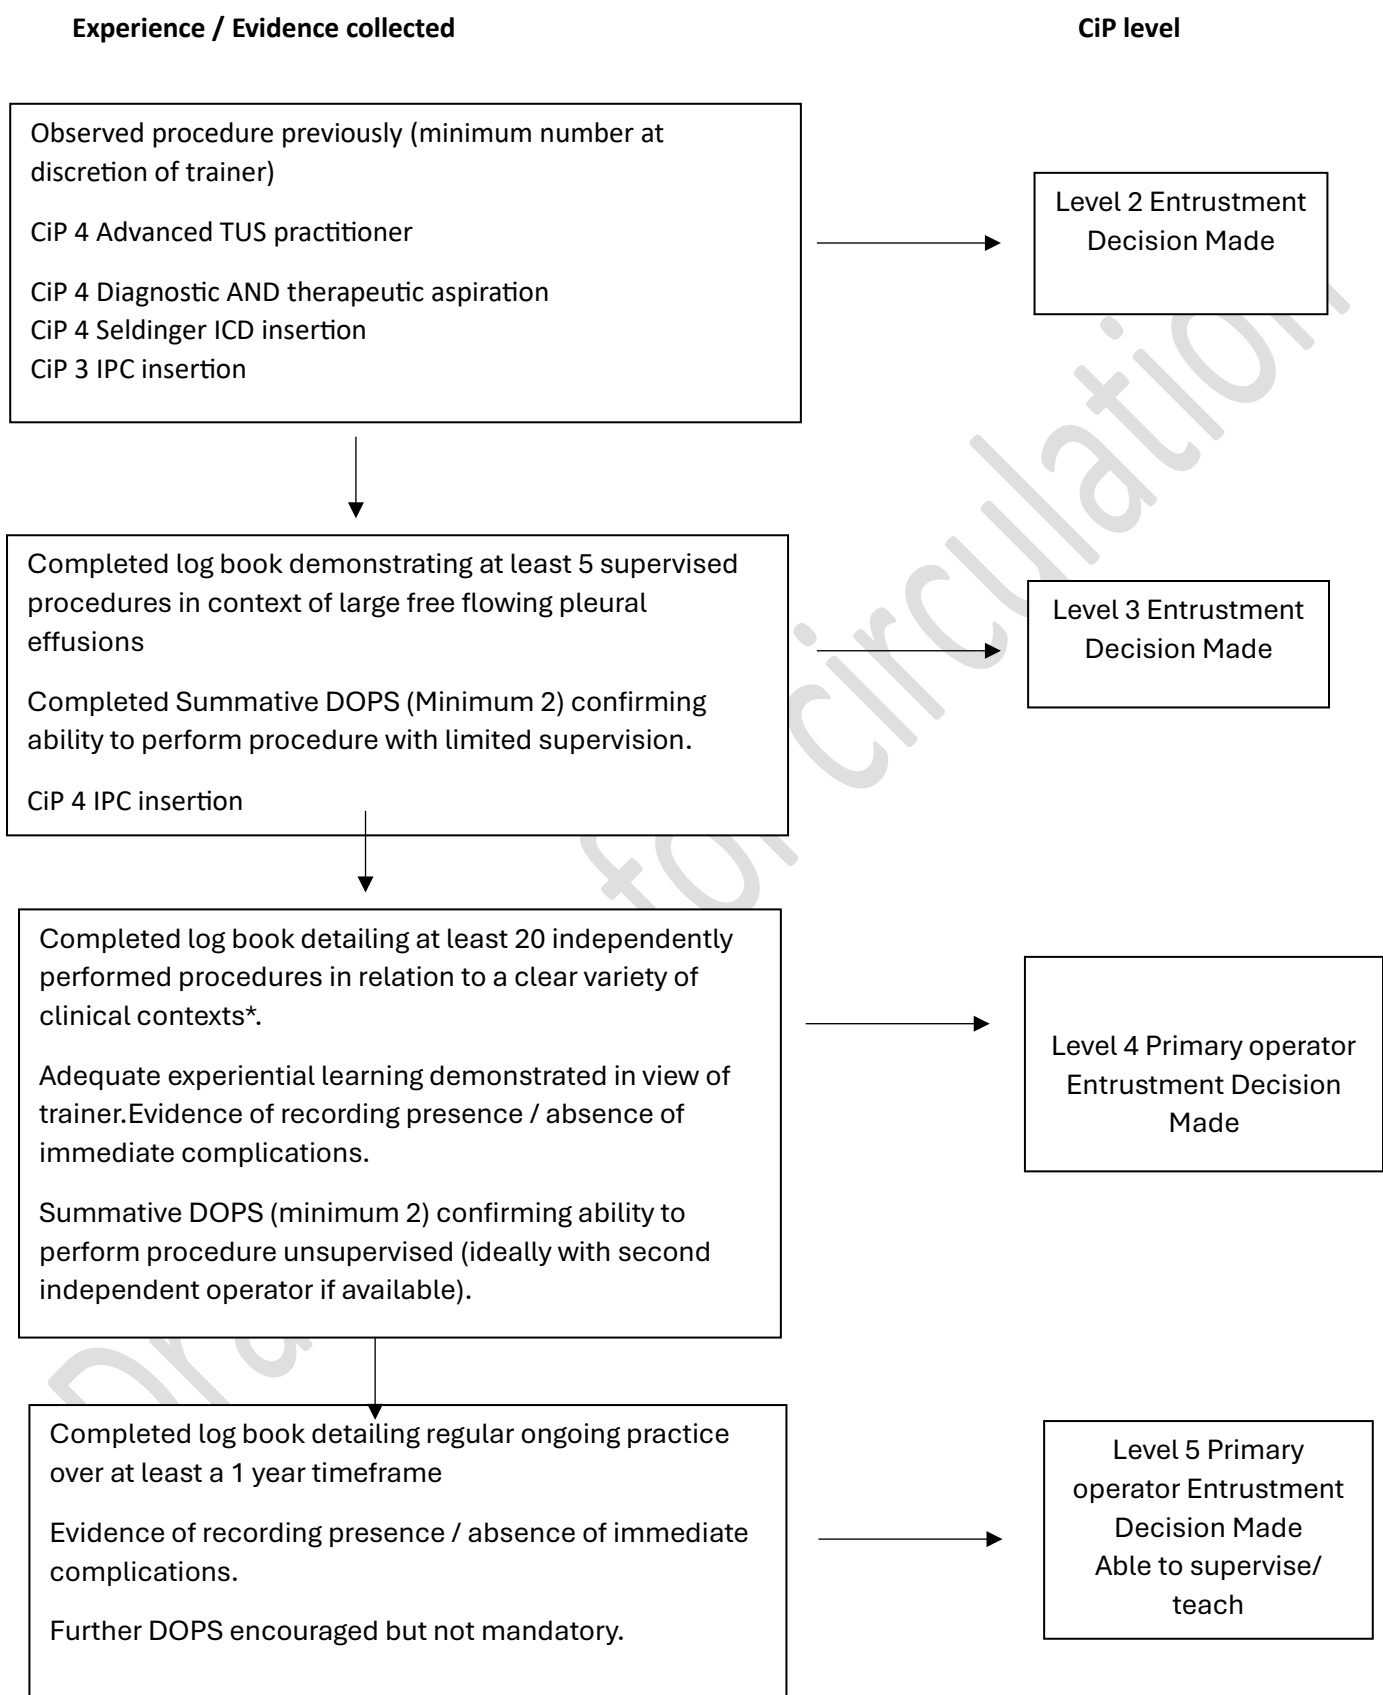 Experience / Evidence collected
CiP level
Observed procedure previously (minimum number at
discretion of trainer)
CiP 4 Advanced TUS practitioner
CiP 4 Diagnostic AND therapeutic aspiration
CiP 4 Seldinger ICD insertion
CiP 3 IPC insertion
Level 2 Entrustment
Decision Made
Completed log book demonstrating at least 5 supervised
procedures in context of large free flowing pleural
effusions
Completed Summative DOPS (Minimum 2) confirming
ability to perform procedure with limited supervision.
CiP 4 IPC insertion
Level 3 Entrustment
Decision Made
Completed log book detailing at least 20 independently
performed procedures in relation to a clear variety of
clinical contexts*.
Adequate experiential learning demonstrated in view of
trainer.Evidence of recording presence / absence of
immediate complications.
Summative DOPS (minimum 2) confirming ability to
perform procedure unsupervised (ideally with second
independent operator if available).
Level 4 Primary operator
Entrustment Decision
Made
Completed log book detailing regular ongoing practice
over at least a 1 year timeframe
Evidence of recording presence / absence of immediate
complications.
Further DOPS encouraged but not mandatory.
Level 5 Primary
operator Entrustment
Decision Made
Able to supervise/
teach
for circulation